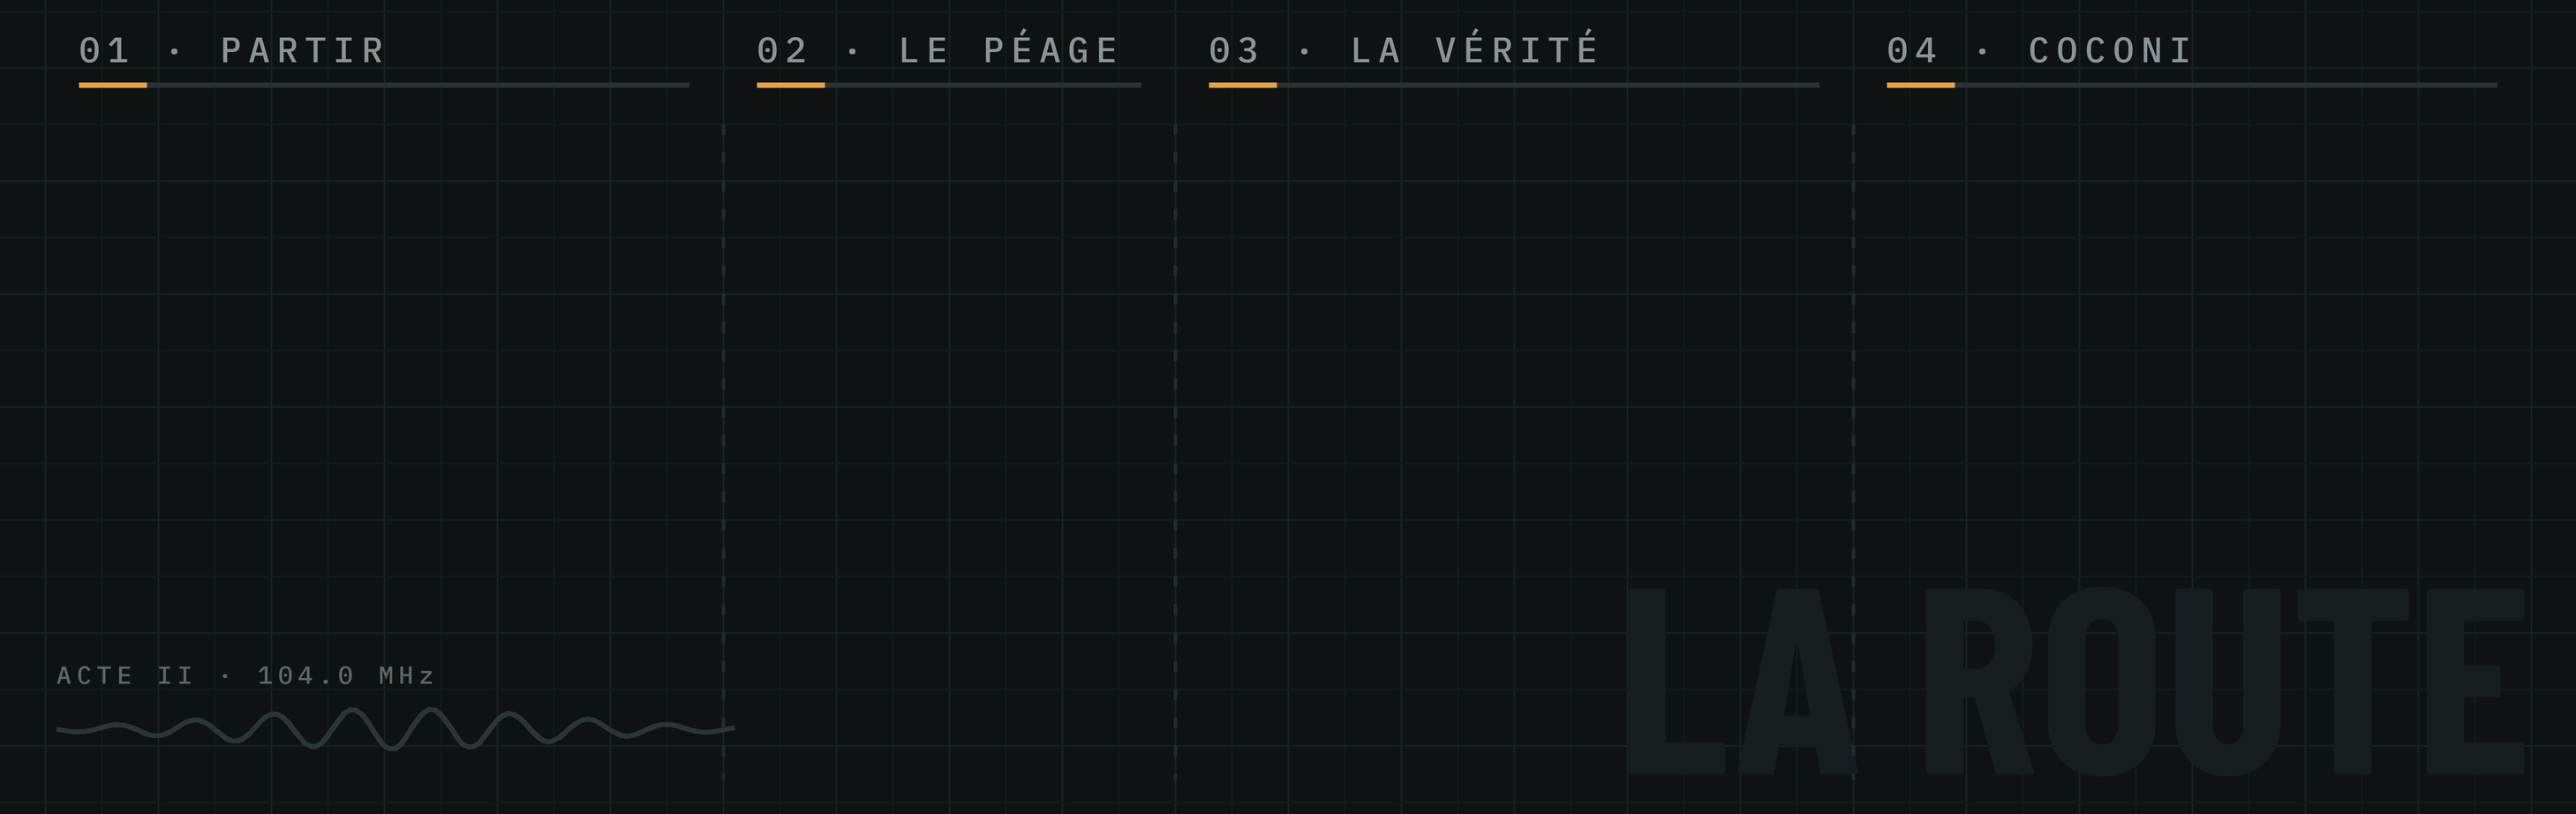 01 · PARTIR
02 · LE PÉAGE
03 · LA VÉRITÉ
04 · COCONI
LA ROUTE
ACTE II · 104.0 MHz